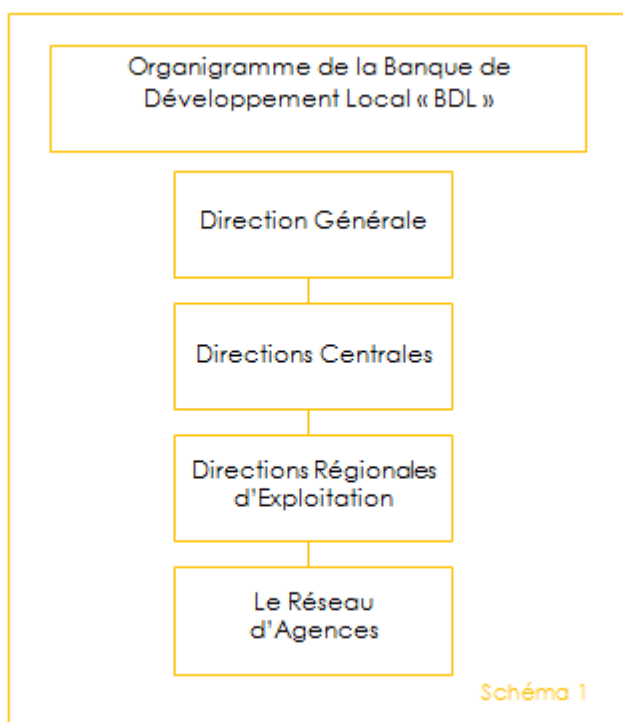 Organigramme de la Banque de
Développement Local « BDL »
Direction Générale
Directions Centrales
Directions Régionales
d'Exploitation
Le Réseau
d'Agences
Schéma 1